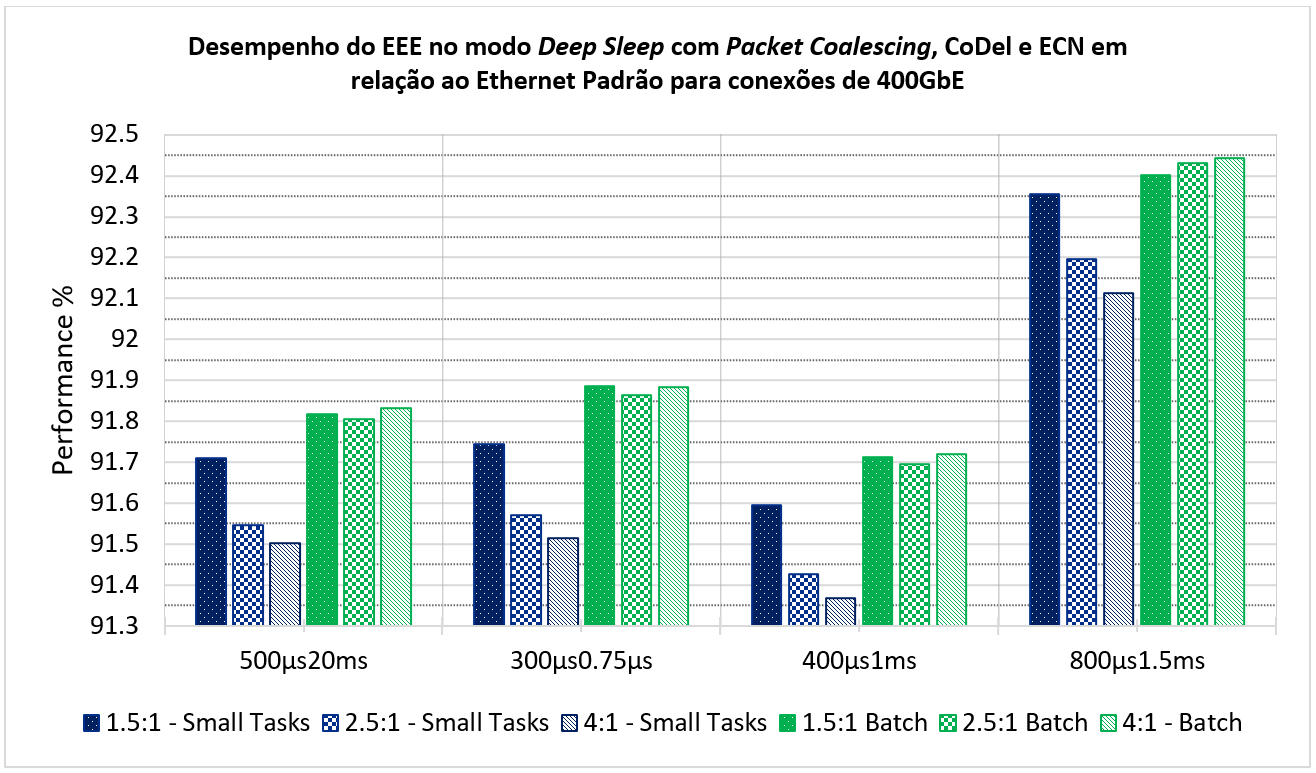 Desempenho do EEE no modo Deep Sleep com Packet Coalescing, CoDel e ECN em
relação ao Ethernet Padrão para conexões de 400GbE
Performance %
92.5
92.4
92.3
92.2
92.1
92
91.9
91.8
91.7
91.6
91.5
91.4
91.3
500µs20ms
300µs0.75µs
400µs1ms
800µs1.5ms
1.5:1 - Small Tasks
2.5:1 - Small Tasks
4:1 - Small Tasks
1.5:1 Batch
2.5:1 Batch
4:1 - Batch